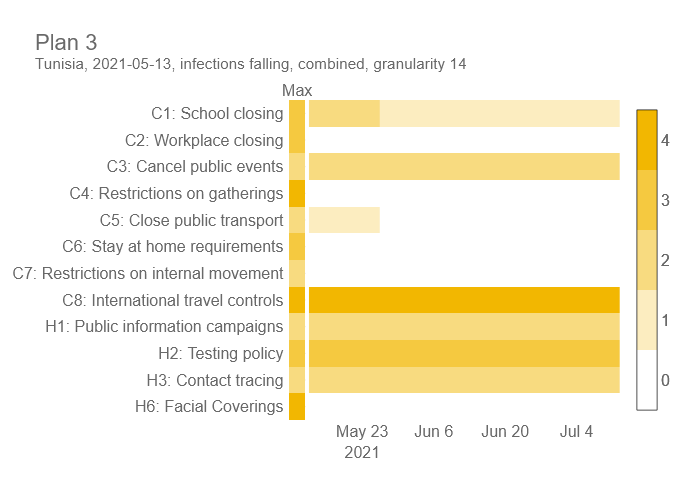 Plan 3
Tunisia, 2021-05-13, infections falling, combined, granularity 14
Max
C1: School closing
C2: Workplace closing
C3: Cancel public events
C4: Restrictions on gatherings
C5: Close public transport
C6: Stay at home requirements
C7: Restrictions on internal movement
C8: International travel controls
H1: Public information campaigns
H2: Testing policy
H3: Contact tracing
H6: Facial Coverings
4
3
2
1
0
May 23 Jun 6 Jun 20 Jul 4
2021